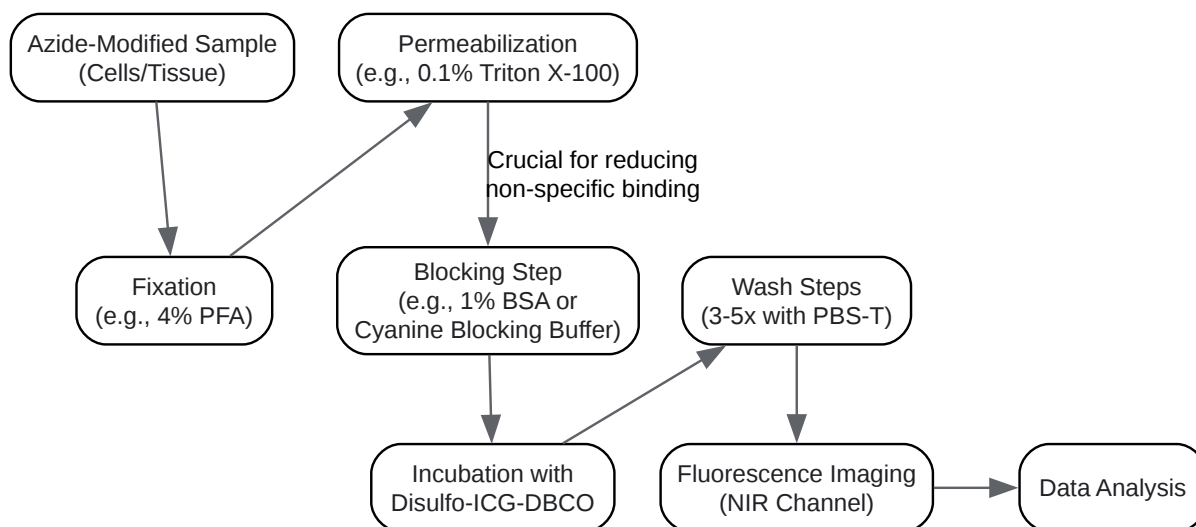 Azide-Modified Sample
(Cells/Tissue)
Permeabilization
(e.g., 0.1% Triton X-100)
Crucial for reducing
non-specific binding
Fixation
(e.g., 4% PFA)
Blocking Step
(e.g., 1% BSA or
Cyanine Blocking Buffer)
Wash Steps
(3-5x with PBS-T)
Incubation with
Disulfo-ICG-DBCO
Fluorescence Imaging
(NIR Channel)
Data Analysis